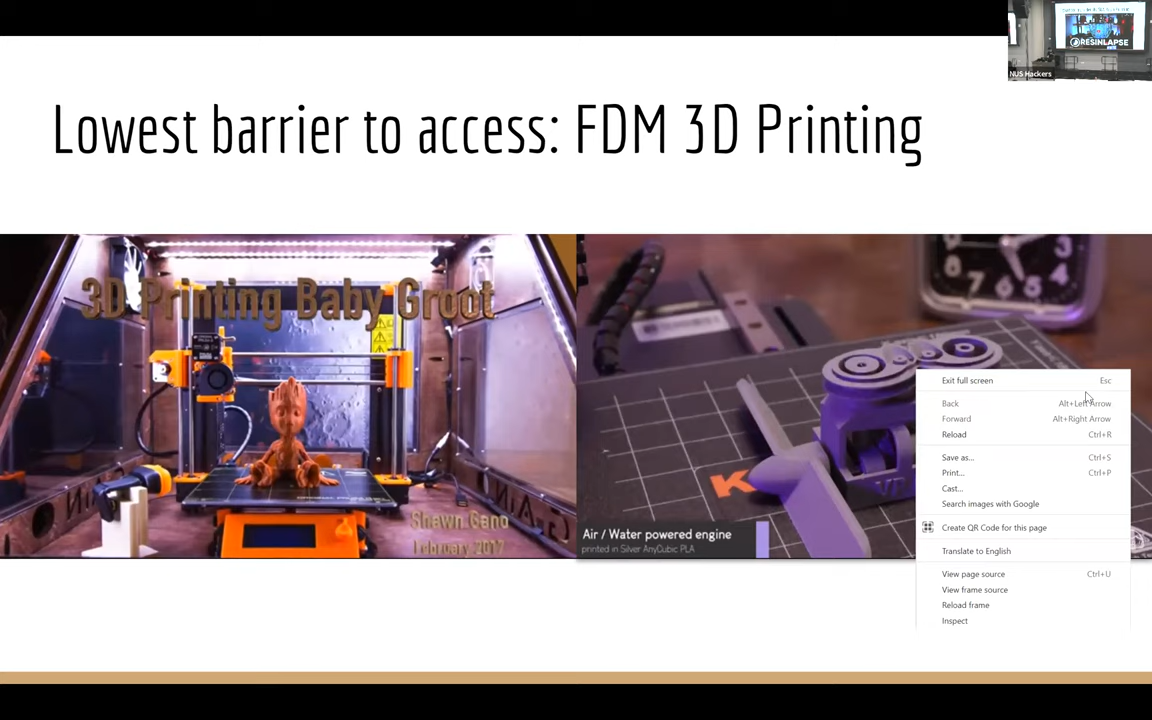 RESINLAPSE
NUS Hackers
Lowest barrier to access: FDM 3D Printing
3D Printing Baby Groot
Shawn Gano
February 2017
Air / Water powered engine
printed in Silver AnyCubic PLA
Exit full screen Esc
Back Alt+Left Arrow
Forward Alt+Right Arrow
Reload Ctrl+R
Save as... Ctrl+S
Print... Ctrl+P
Cast...
Search images with Google
Create QR Code for this page
Translate to English
View page source Ctrl+U
View frame source
Reload frame
Inspect